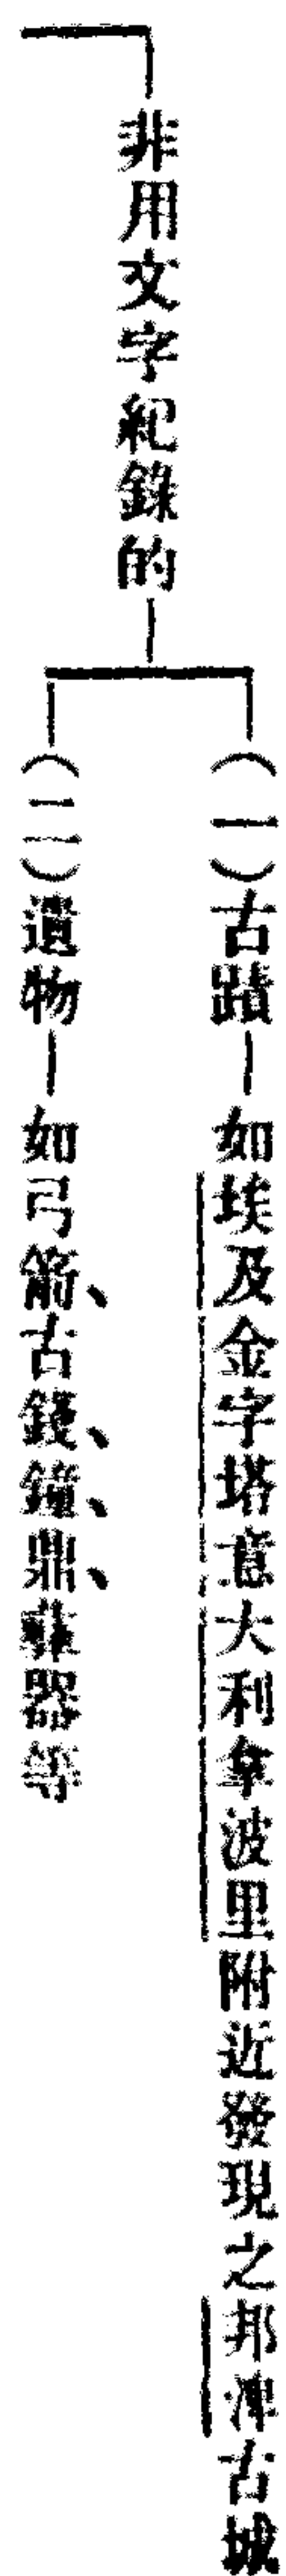 非用文字紀錄的
（一）古蹟—如埃及金字塔意大利拿波里附近發現之邦渾古城
（二）遺物—如弓箭、古錢、鐘、鼎、彝器等